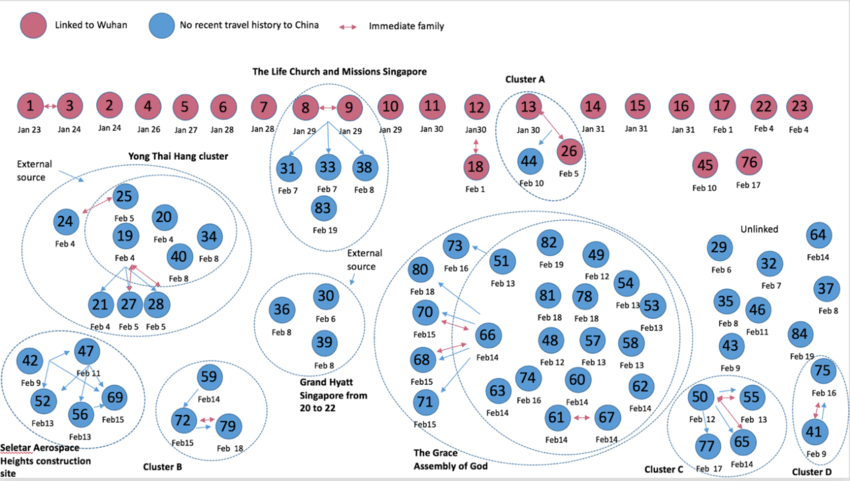 Linked to Wuhan
No recent travel history to China
Immediate family
The Life Church and Missions Singapore
Cluster A
1 3 2 4 5 6 7 8 9 10 11 12 13 14 15 16 17 22 23
Jan 23 Jan 24 Jan 24 Jan 26 Jan 27 Jan 28 Jan 28 Jan 29 Jan 29 Jan 29 Jan 30 Jan30 Jan 30 Jan 31 Jan 31 Jan 31 Feb 1 Feb 4 Feb 4
18
Feb 1
44
Feb 10
26
Feb 5
45
Feb 10
76
Feb 17
31 33 38
Feb 7 Feb 7 Feb 8
83
Feb 19
Yong Thai Hang cluster
External
source
25
Feb 5
24
Feb 4
20
Feb 4
19
Feb 4
34
Feb 8
40
Feb 8
21 27 28
Feb 4 Feb 5 Feb 5
External
source
36
Feb 8
30
Feb 6
39
Feb 8
Grand Hyatt
Singapore from
20 to 22
73
Feb 16
51
Feb 13
82
Feb 19
49
Feb 12
80
Feb 18
54
Feb 13
53
Feb13
81
Feb 18
78
Feb 18
70
Feb15
66
Feb14
48
Feb 12
57
Feb 13
58
Feb 13
68
Feb15
63
Feb14
74
Feb 16
60
Feb14
62
Feb14
71
Feb15
61
Feb14
67
Feb14
The Grace
Assembly of God
Unlinked
29
Feb 6
64
Feb14
32
Feb 7
37
Feb 8
35
Feb 8
46
Feb11
43
Feb 9
84
Feb 19
42
Feb 9
47
Feb 11
52
Feb13
56
Feb13
69
Feb15
Seletar Aerospace
Heights construction
site
59
Feb14
72
Feb15
79
Feb 18
Cluster B
50
Feb 12
55
Feb 13
77
Feb 17
65
Feb14
Cluster C
75
Feb 16
41
Feb 9
Cluster D